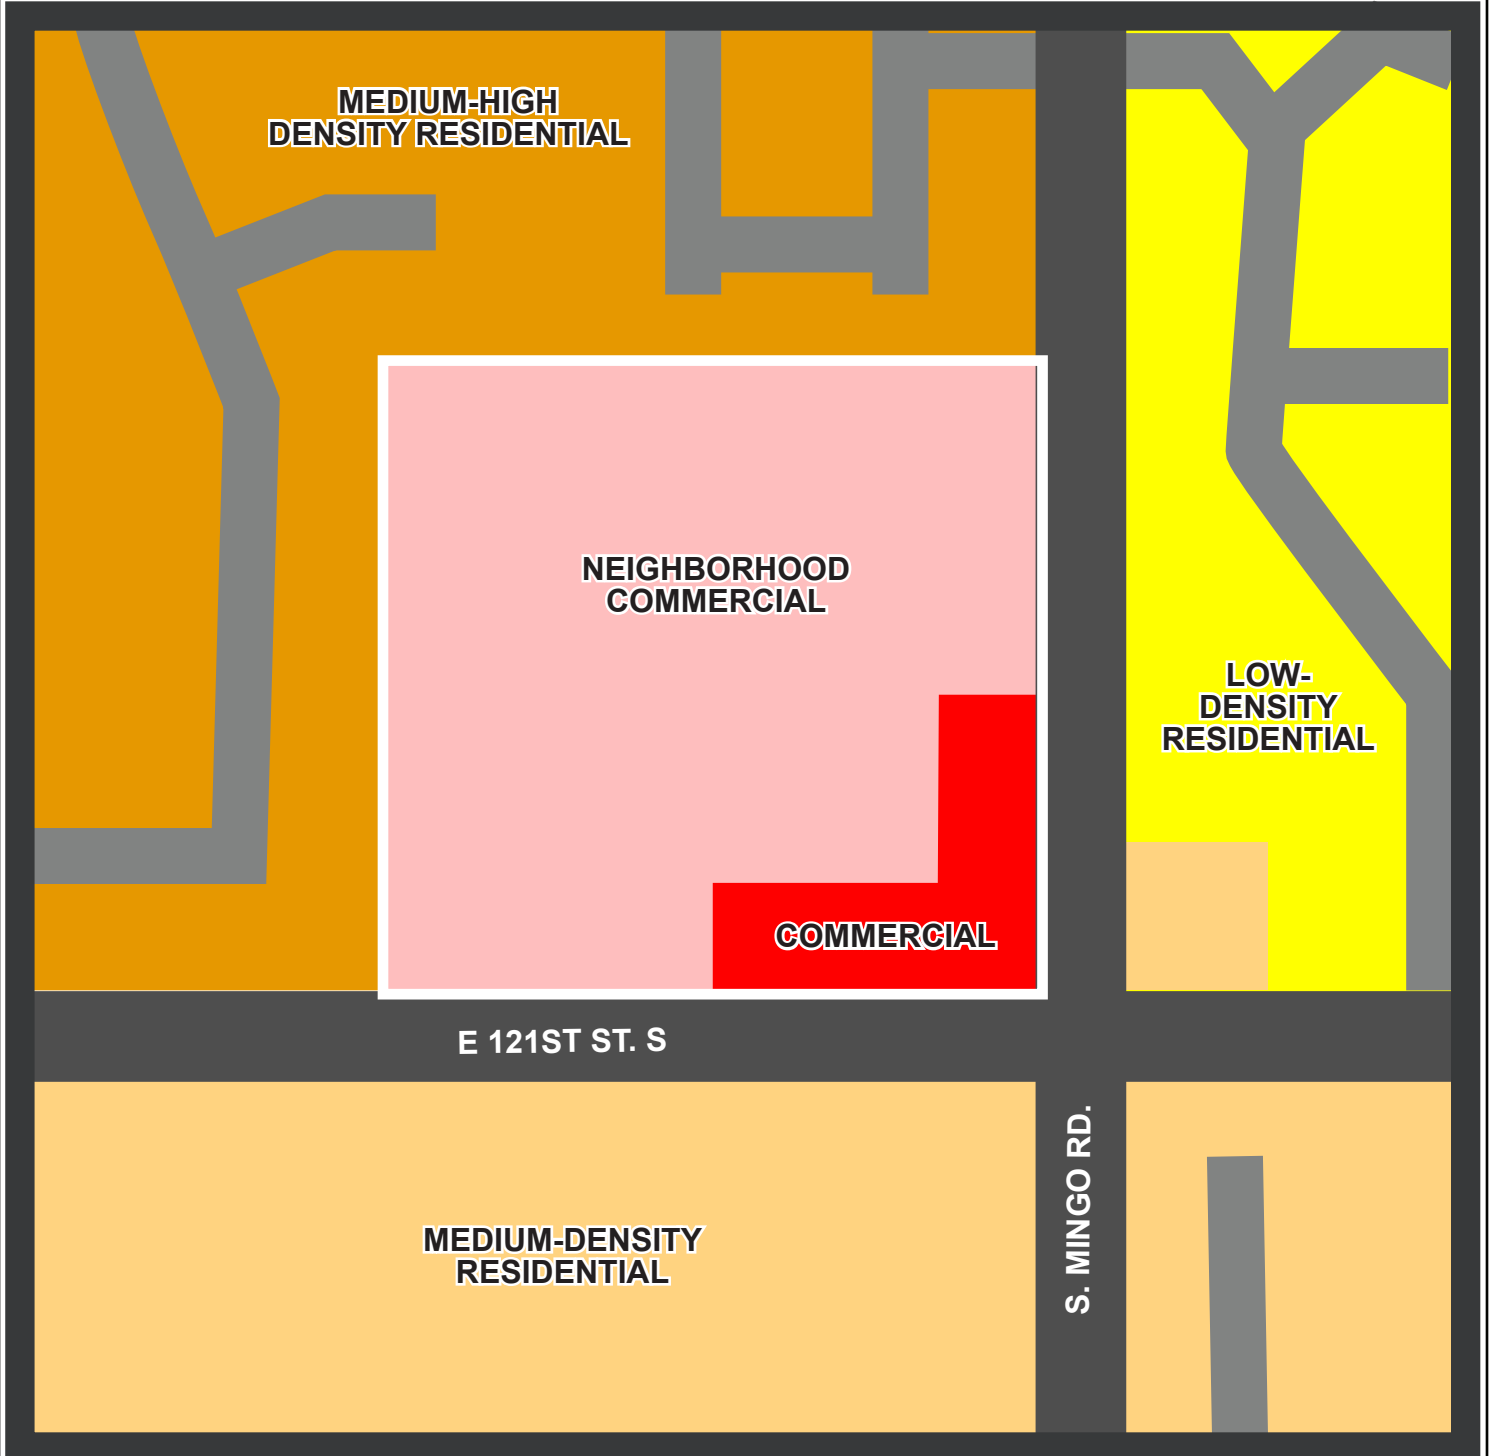 MEDIUM-HIGH
DENSITY RESIDENTIAL
NEIGHBORHOOD
COMMERCIAL
LOW-
DENSITY
RESIDENTIAL
COMMERCIAL
E 121ST ST. S
S. MINGO RD.
MEDIUM-DENSITY
RESIDENTIAL